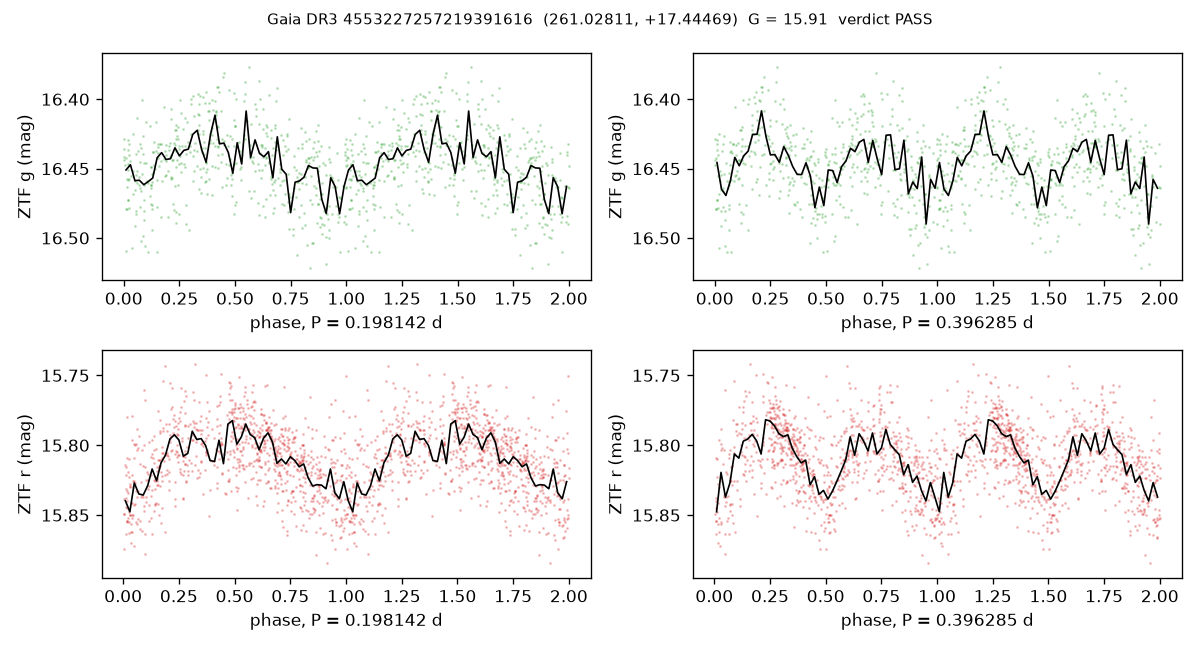 Gaia DR3 4553227257219391616 (261.02811, +17.44469) G = 15.91 verdict PASS
ZTF g (mag)
16.40
16.45
16.50
0.00 0.25 0.50 0.75 1.00 1.25 1.50 1.75 2.00
phase, P = 0.198142 d
ZTF g (mag)
16.40
16.45
16.50
0.00 0.25 0.50 0.75 1.00 1.25 1.50 1.75 2.00
phase, P = 0.396285 d
ZTF r (mag)
15.75
15.80
15.85
0.00 0.25 0.50 0.75 1.00 1.25 1.50 1.75 2.00
phase, P = 0.198142 d
ZTF r (mag)
15.75
15.80
15.85
0.00 0.25 0.50 0.75 1.00 1.25 1.50 1.75 2.00
phase, P = 0.396285 d